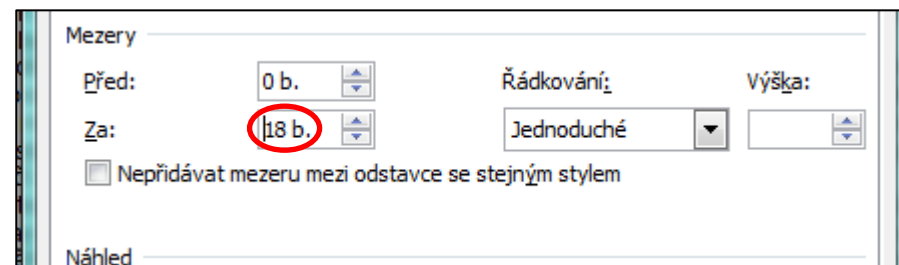 Mezery
Před: 0 b. Řádkování: Výška:
Za: 18 b. Jednoduché
Nepřidávat mezeru mezi odstavce se stejným stylem
Náhled